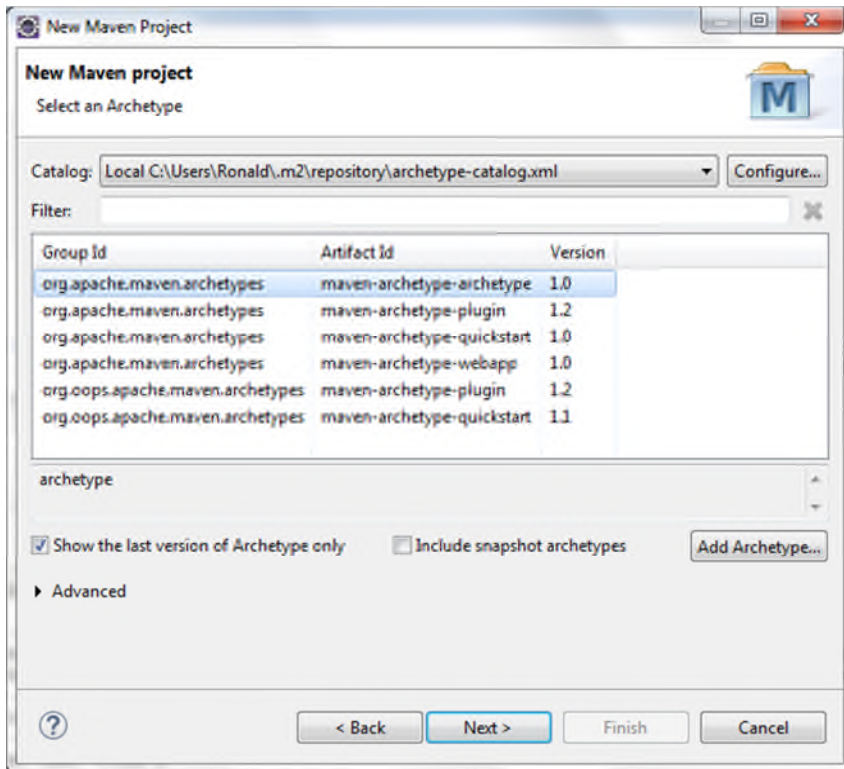 New Maven Project
New Maven project
Select an Archetype
M
Catalog: Local C:\Users\Ronald\.m2\repository\archetype-catalog.xml Configure...
Filter:
Group Id Artifact Id Version
org.apache.maven.archetypes maven-archetype-archetype 1.0
org.apache.maven.archetypes maven-archetype-plugin 1.2
org.apache.maven.archetypes maven-archetype-quickstart 1.0
org.apache.maven.archetypes maven-archetype-webapp 1.0
org.oops.apache.maven.archetypes maven-archetype-plugin 1.2
org.oops.apache.maven.archetypes maven-archetype-quickstart 1.1
archetype
Show the last version of Archetype only Include snapshot archetypes Add Archetype...
Advanced
? < Back Next > Finish Cancel